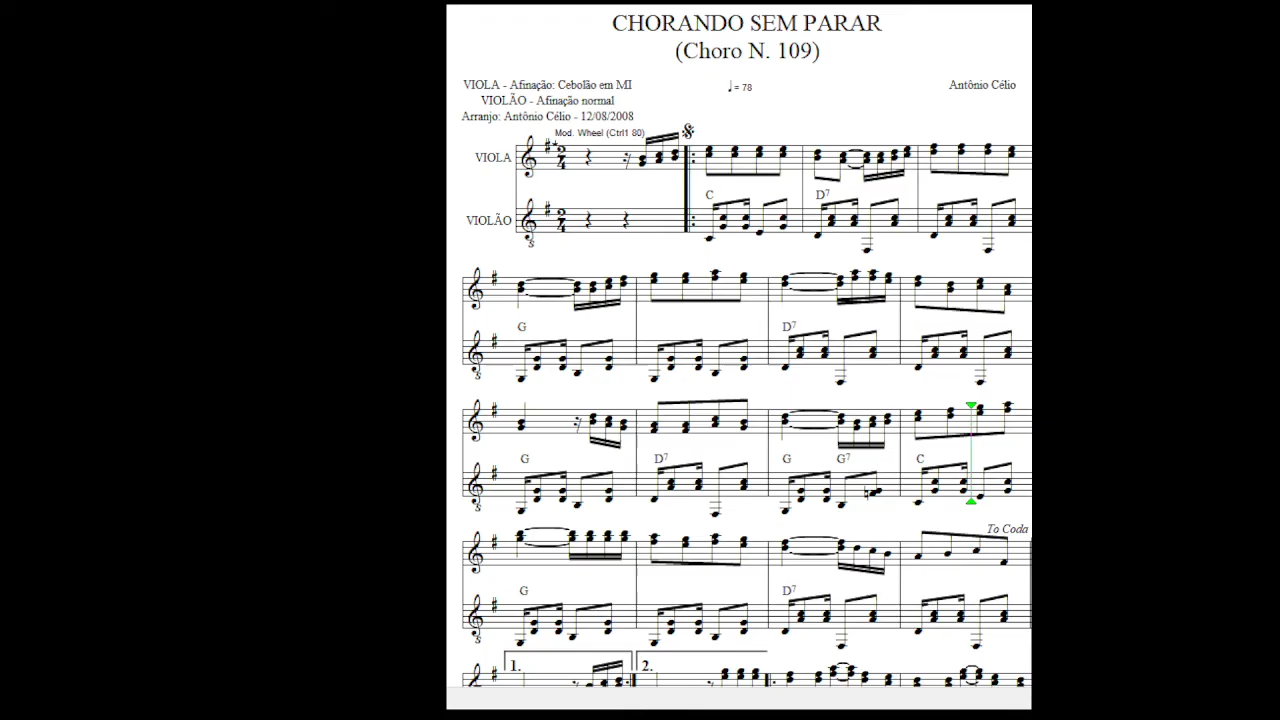 CHORANDO SEM PARAR
(Choro N. 109)
VIOLA - Afinação: Cebolão em MI
♩ = 78
Antônio Célio
VIOLÃO - Afinação normal
Arranjo: Antônio Célio - 12/08/2008
Mod. Wheel (Ctrl1 80)
VIOLA
C D7
VIOLÃO
G D7
G D7 G G7 C
To Coda
G D7
1. 2.